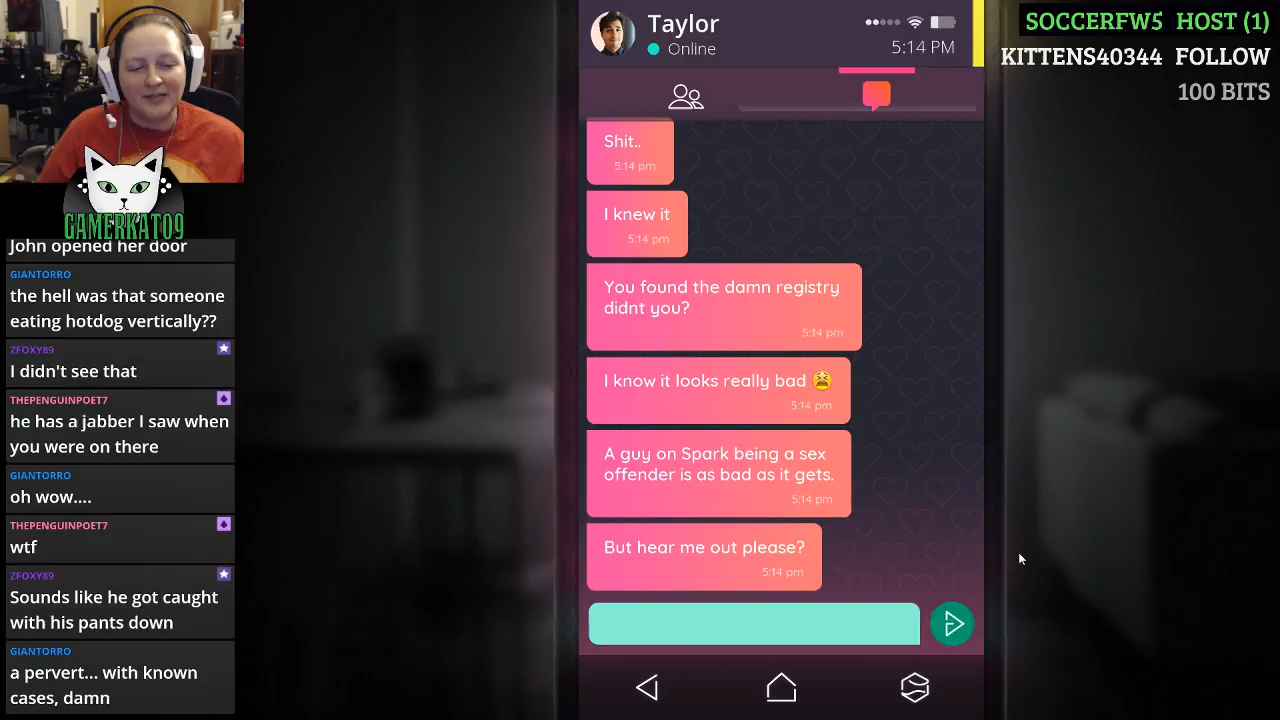 GAMERKAT09
John opened her door
GIANTORRO
the hell was that someone
eating hotdog vertically??
ZFOXY89
I didn't see that
THEPENGUINPOET7
he has a jabber I saw when
you were on there
GIANTORRO
oh wow....
THEPENGUINPOET7
wtf
ZFOXY89
Sounds like he got caught
with his pants down
GIANTORRO
a pervert... with known
cases, damn
Taylor
Online
5:14 PM
Shit..
5:14 pm
I knew it
5:14 pm
You found the damn registry
didnt you?
5:14 pm
I know it looks really bad 😫
5:14 pm
A guy on Spark being a sex
offender is as bad as it gets.
5:14 pm
But hear me out please?
5:14 pm
SOCCERFW5 HOST (1)
KITTENS40344 FOLLOW
100 BITS